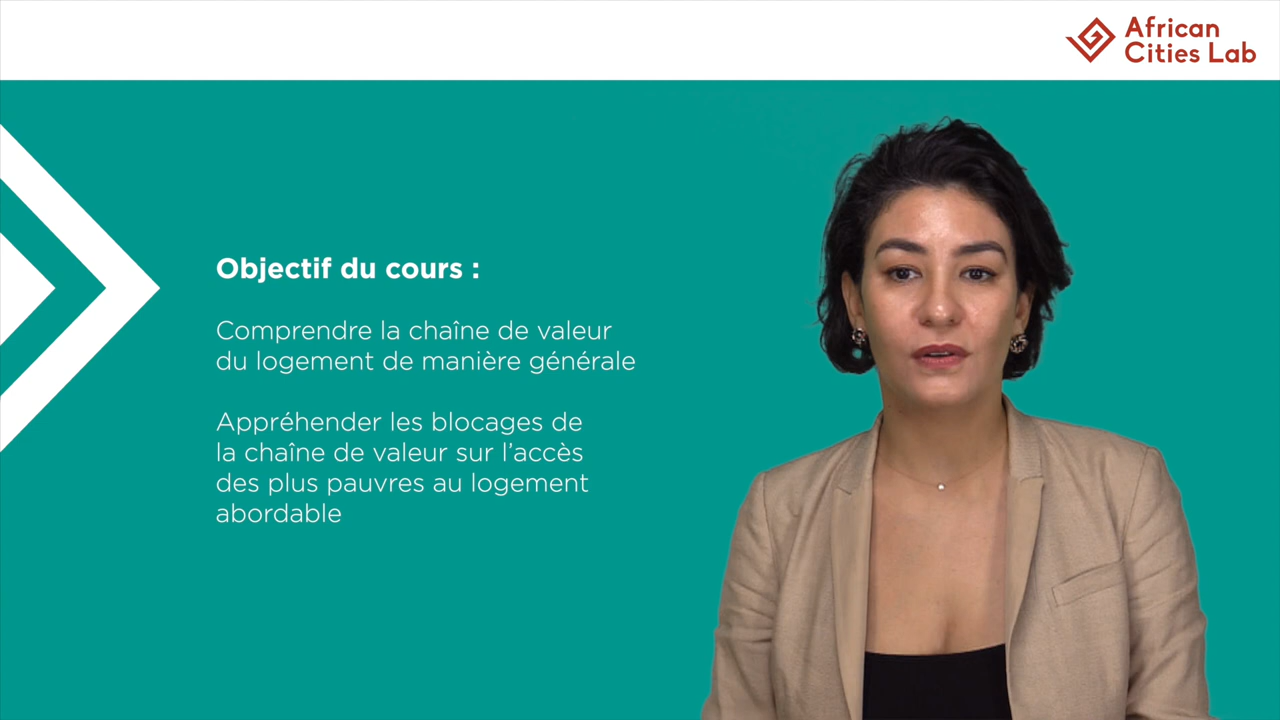 African
Cities Lab
Objectif du cours :
Comprendre la chaîne de valeur
du logement de manière générale
Appréhender les blocages de
la chaîne de valeur sur l’accès
des plus pauvres au logement
abordable